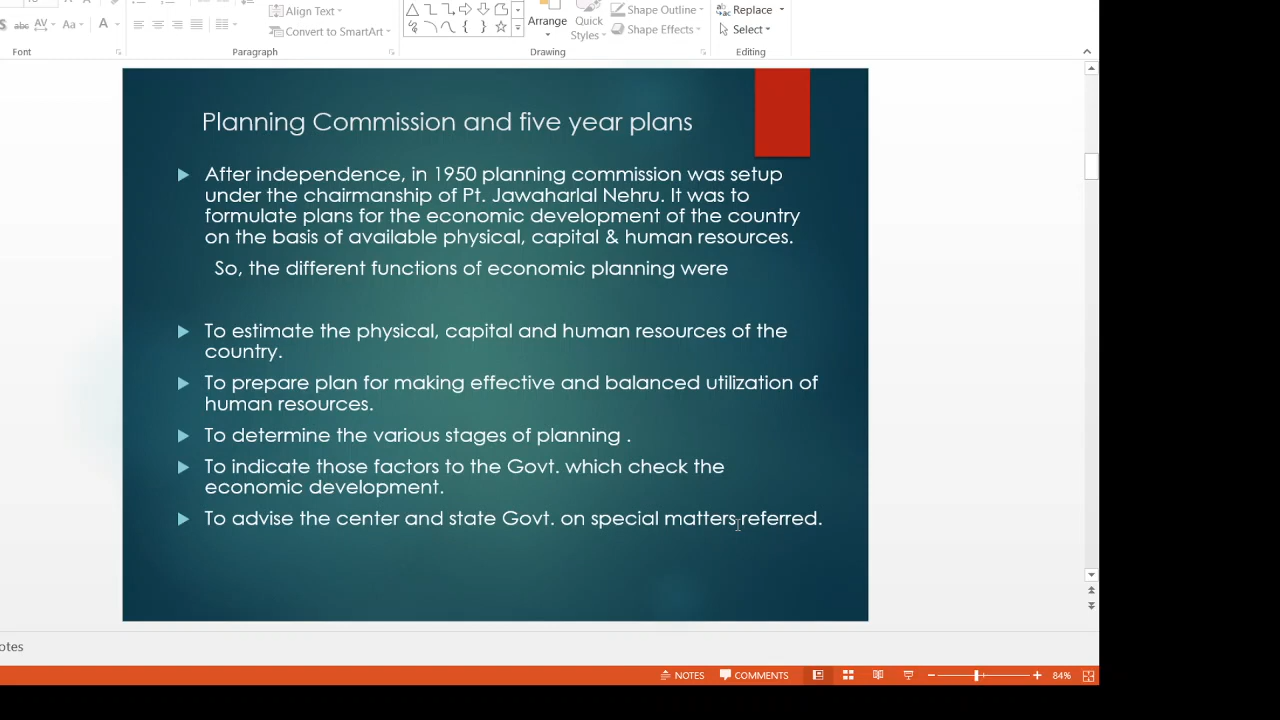 abc AV Aa A
Align Text
Convert to SmartArt
Arrange
Quick
Styles
Shape Outline
Shape Effects
Replace
Select
Font
Paragraph
Drawing
Editing
Planning Commission and five year plans
After independence, in 1950 planning commission was setup
under the chairmanship of Pt. Jawaharlal Nehru. It was to
formulate plans for the economic development of the country
on the basis of available physical, capital & human resources.
So, the different functions of economic planning were
To estimate the physical, capital and human resources of the
country.
To prepare plan for making effective and balanced utilization of
human resources.
To determine the various stages of planning .
To indicate those factors to the Govt. which check the
economic development.
To advise the center and state Govt. on special matters referred.
otes
NOTES
COMMENTS
84%